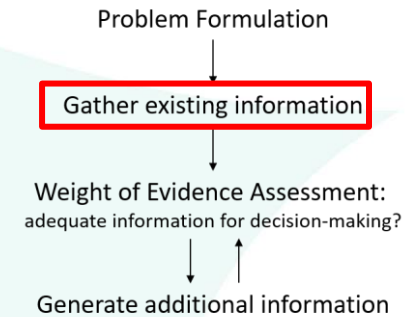 Problem Formulation
Gather existing information
Weight of Evidence Assessment:
adequate information for decision-making?
Generate additional information